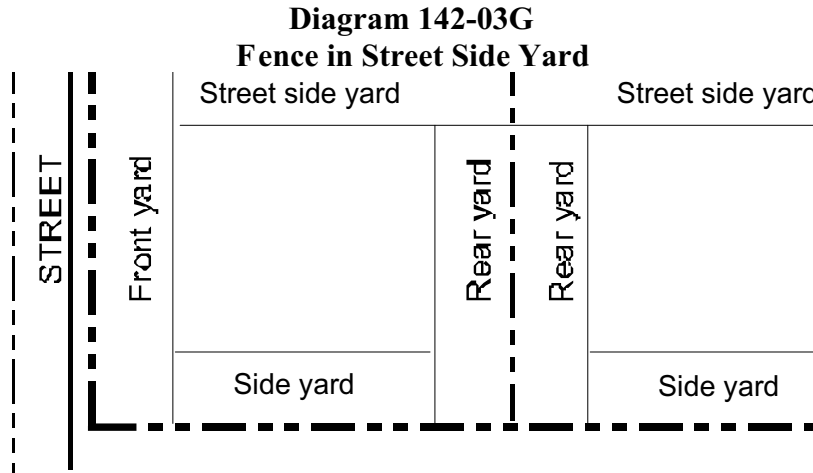 Diagram 142-03G
Fence in Street Side Yard
Street side yard
Street side yard
STREET
Front yard
Rear yard
Rear yard
Side yard
Side yard